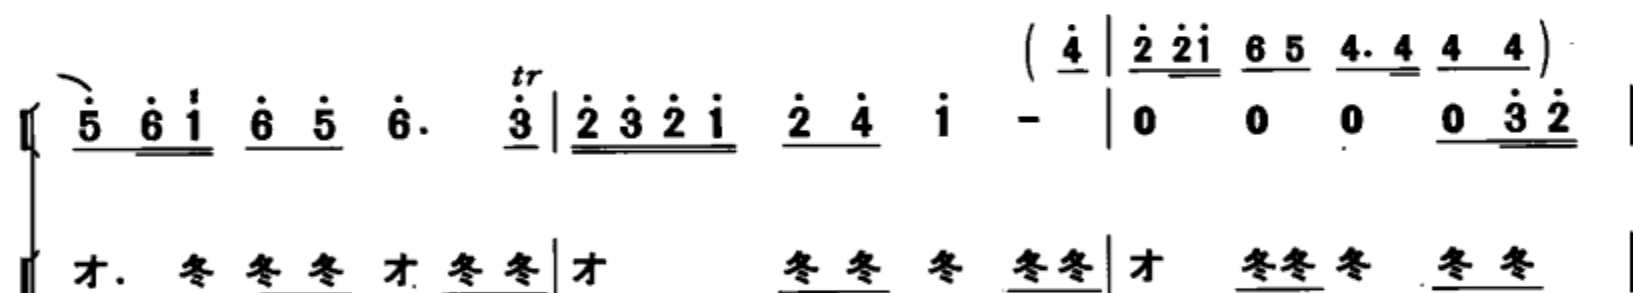 ( 4̇ | 2̇ 2̇1̇ 6 5 4. 4 4 4 )
tr
5̇ 6̇ 1̈ 6̇ 5̇ 6̇. 3̇ | 2̇ 3̇ 2̇ 1̇ 2̇ 4̇ 1̇ - | 0 0 0 0 3̇ 2̇ |
才. 冬 冬 冬 才 冬 冬 | 才 冬 冬 冬 冬冬 | 才 冬冬 冬 冬 冬 |